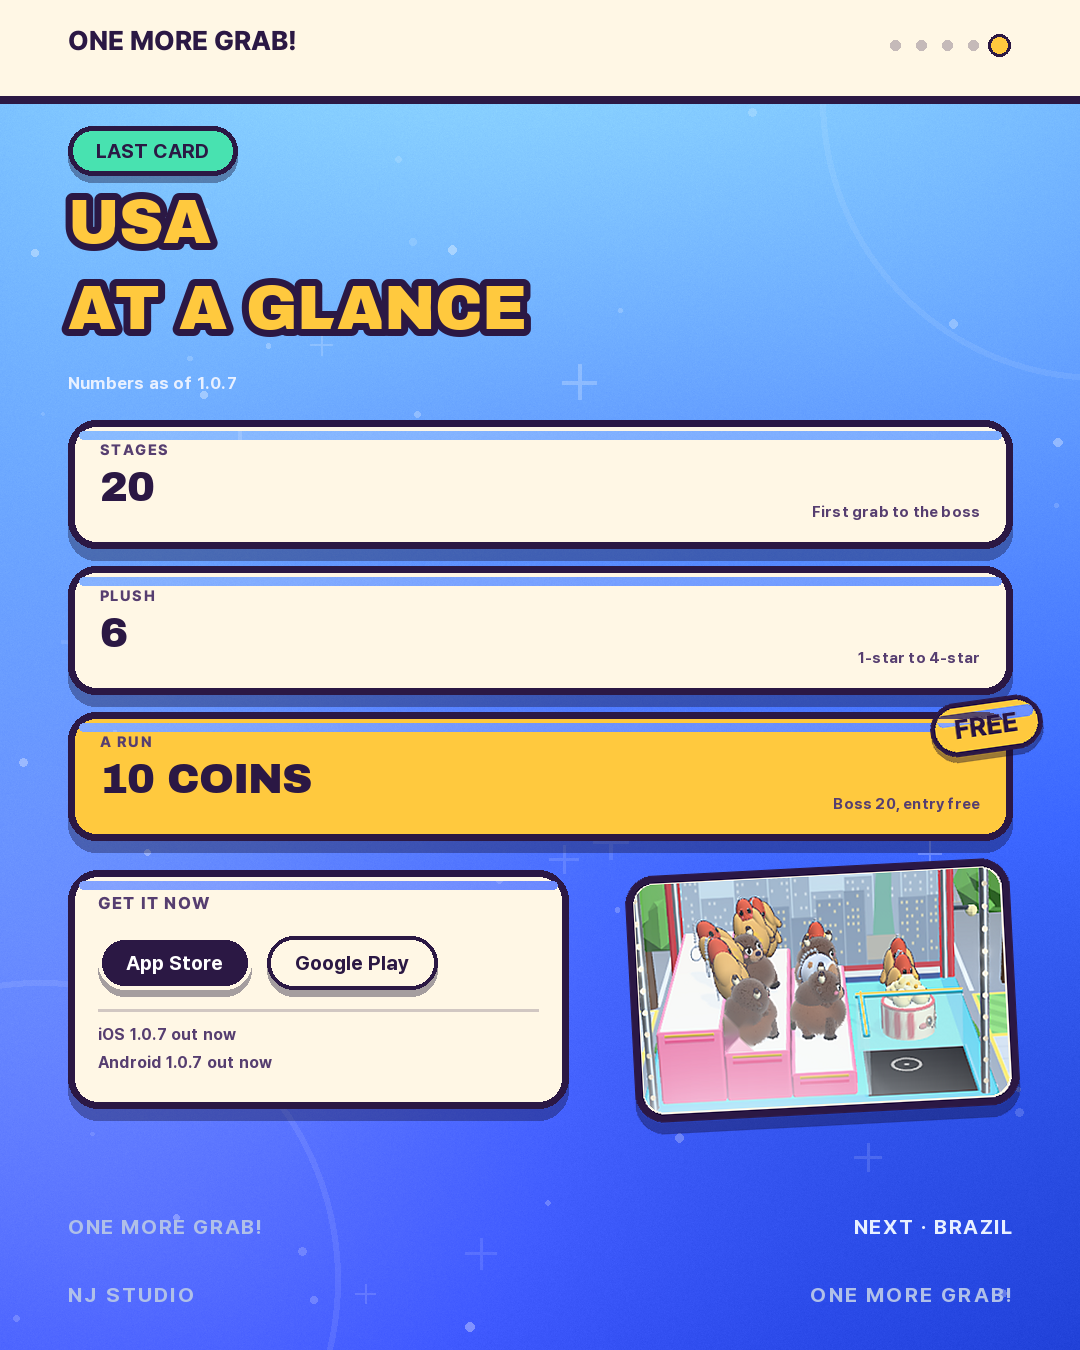 ONE MORE GRAB!
LAST CARD
USA
AT A GLANCE
Numbers as of 1.0.7
STAGES
20
First grab to the boss
PLUSH
6
1-star to 4-star
FREE
A RUN
10 COINS
Boss 20, entry free
GET IT NOW
App Store
Google Play
iOS 1.0.7 out now
Android 1.0.7 out now
ONE MORE GRAB!
NEXT · BRAZIL
NJ STUDIO
ONE MORE GRAB!